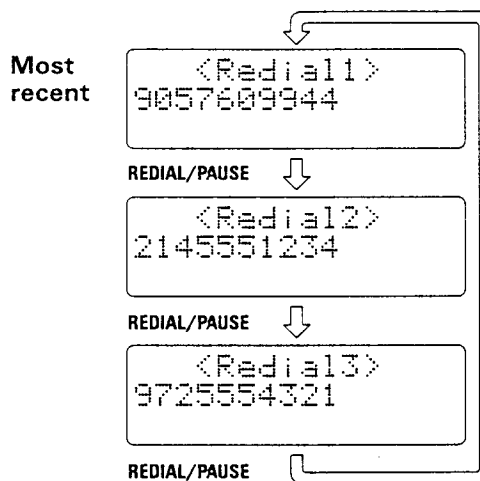 Most
recent
<Redial1>
9057609944
REDIAL/PAUSE
<Redial2>
2145551234
REDIAL/PAUSE
<Redial3>
9725554321
REDIAL/PAUSE